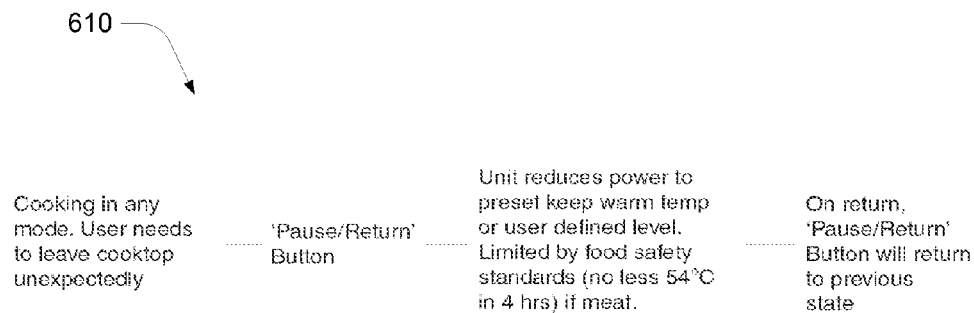 610
Cooking in any
mode. User needs
to leave cooktop
unexpectedly
'Pause/Return'
Button
Unit reduces power to
preset keep warm temp
or user defined level.
Limited by food safety
standards (no less 54°C
in 4 hrs) if meat.
On return,
'Pause/Return'
Button will return
to previous
state